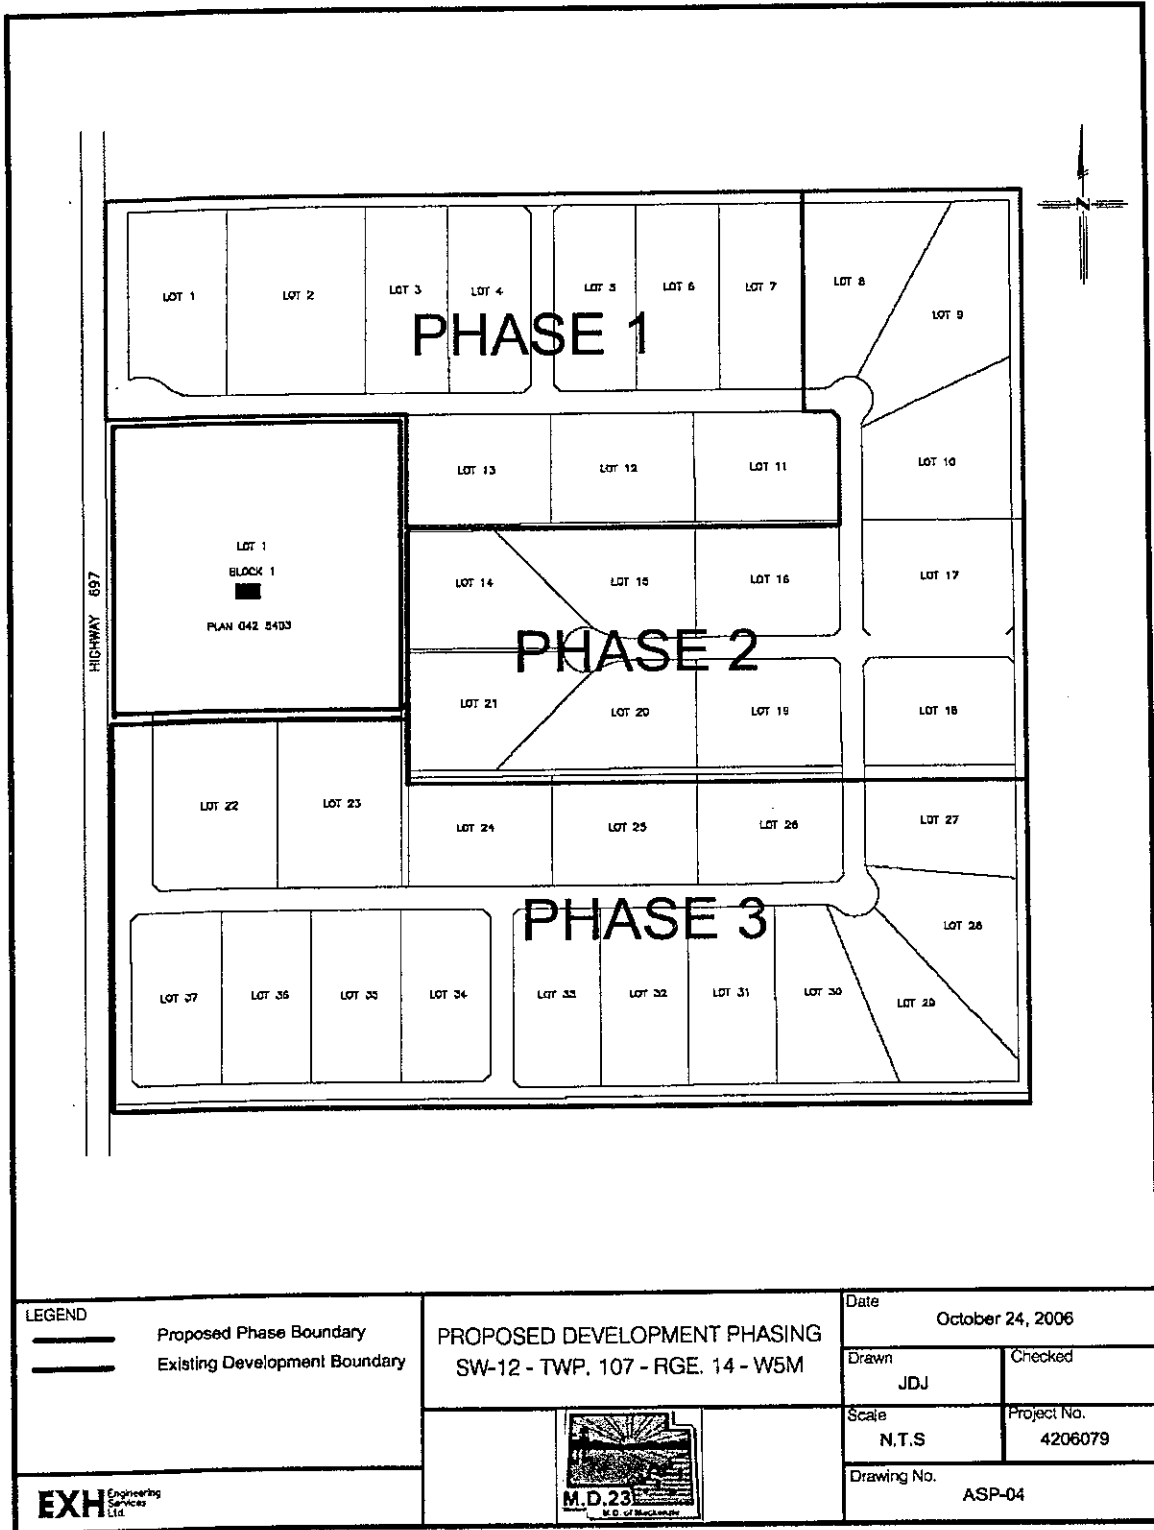 N
LOT 1
LOT 2
LOT 3
LOT 4
LOT 5
LOT 6
LOT 7
LOT 8
LOT 9
PHASE 1
LOT 13
LOT 12
LOT 11
LOT 10
HIGHWAY 697
LOT 1
BLOCK 1
PLAN 042 5403
LOT 14
LOT 15
LOT 16
LOT 17
PHASE 2
LOT 21
LOT 20
LOT 19
LOT 18
LOT 22
LOT 23
LOT 24
LOT 25
LOT 26
LOT 27
PHASE 3
LOT 28
LOT 37
LOT 36
LOT 35
LOT 34
LOT 33
LOT 32
LOT 31
LOT 30
LOT 29
LEGEND
Proposed Phase Boundary
Existing Development Boundary
EXH Engineering
Services
Ltd.
PROPOSED DEVELOPMENT PHASING
SW-12 - TWP. 107 - RGE. 14 - W5M
M.D.23
M.D. of Mackenzie
Date
October 24, 2006
Drawn
JDJ
Checked
Scale
N.T.S
Project No.
4206079
Drawing No.
ASP-04